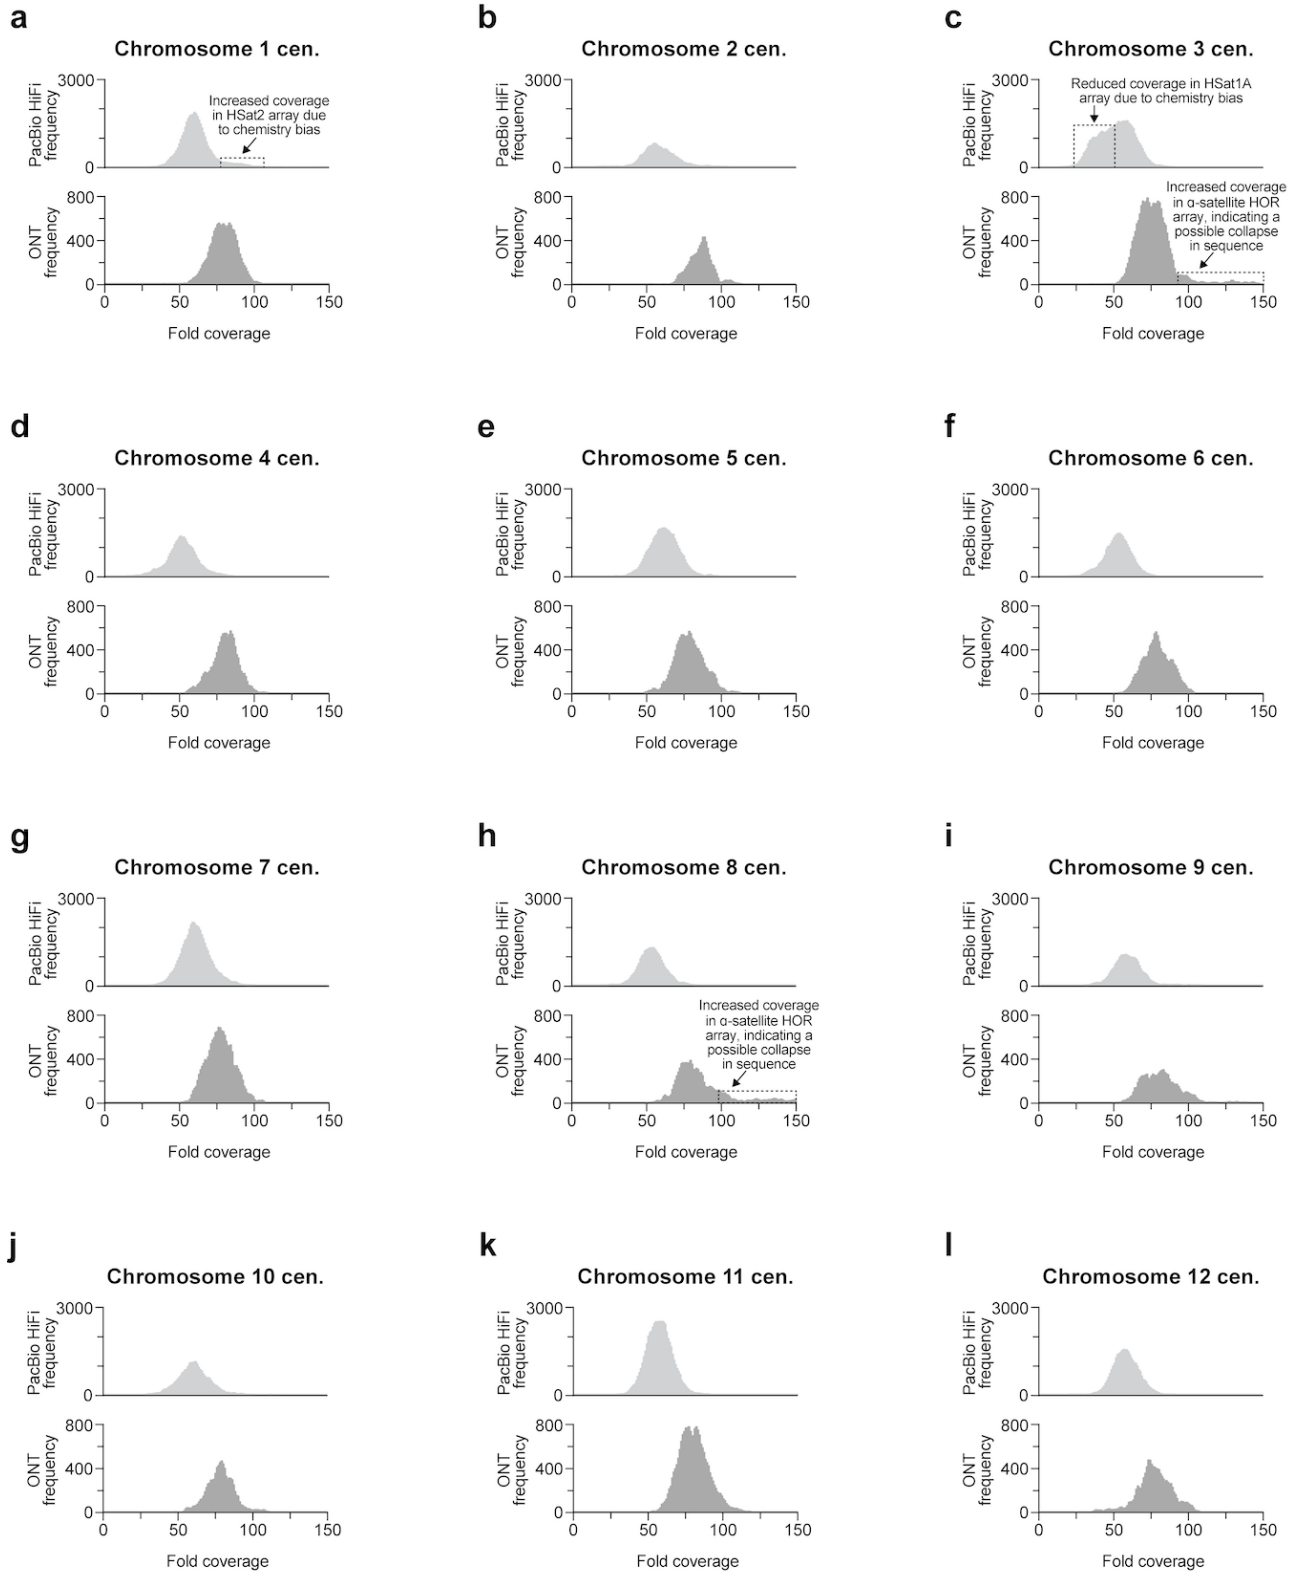 a
Chromosome 1 cen.
PacBio HiFi
frequency
3000
0
Increased coverage
in HSat2 array due
to chemistry bias
ONT
frequency
800
400
0
0 50 100 150
Fold coverage
b
Chromosome 2 cen.
PacBio HiFi
frequency
3000
0
ONT
frequency
800
400
0
0 50 100 150
Fold coverage
c
Chromosome 3 cen.
PacBio HiFi
frequency
3000
0
Reduced coverage in HSat1A
array due to chemistry bias
ONT
frequency
800
400
0
Increased coverage
in α-satellite HOR
array, indicating a
possible collapse
in sequence
0 50 100 150
Fold coverage
d
Chromosome 4 cen.
PacBio HiFi
frequency
3000
0
ONT
frequency
800
400
0
0 50 100 150
Fold coverage
e
Chromosome 5 cen.
PacBio HiFi
frequency
3000
0
ONT
frequency
800
400
0
0 50 100 150
Fold coverage
f
Chromosome 6 cen.
PacBio HiFi
frequency
3000
0
ONT
frequency
800
400
0
0 50 100 150
Fold coverage
g
Chromosome 7 cen.
PacBio HiFi
frequency
3000
0
ONT
frequency
800
400
0
0 50 100 150
Fold coverage
h
Chromosome 8 cen.
PacBio HiFi
frequency
3000
0
ONT
frequency
800
400
0
Increased coverage
in α-satellite HOR
array, indicating a
possible collapse
in sequence
0 50 100 150
Fold coverage
i
Chromosome 9 cen.
PacBio HiFi
frequency
3000
0
ONT
frequency
800
400
0
0 50 100 150
Fold coverage
j
Chromosome 10 cen.
PacBio HiFi
frequency
3000
0
ONT
frequency
800
400
0
0 50 100 150
Fold coverage
k
Chromosome 11 cen.
PacBio HiFi
frequency
3000
0
ONT
frequency
800
400
0
0 50 100 150
Fold coverage
l
Chromosome 12 cen.
PacBio HiFi
frequency
3000
0
ONT
frequency
800
400
0
0 50 100 150
Fold coverage